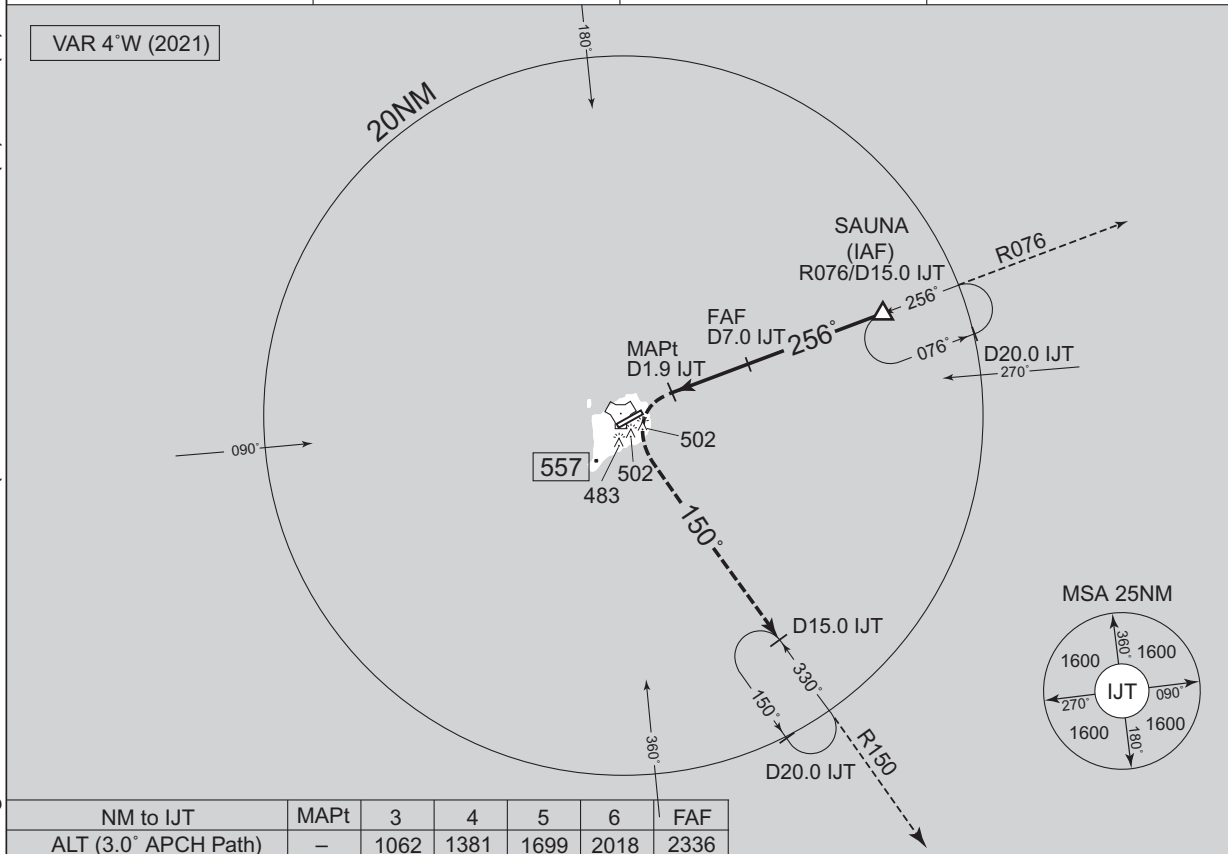 VAR 4°W (2021)
180°
20NM
SAUNA
(IAF)
R076/D15.0 IJT
R076
256°
FAF
D7.0 IJT
256°
076°
D20.0 IJT
270°
MAPt
D1.9 IJT
090°
502
557
502
483
150°
MSA 25NM
D15.0 IJT
360°
1600
1600
330°
IJT
270°
090°
150°
1600
1600
180°
R150
360°
D20.0 IJT
NM to IJT MAPt 3 4 5 6 FAF
ALT (3.0° APCH Path) – 1062 1381 1699 2018 2336